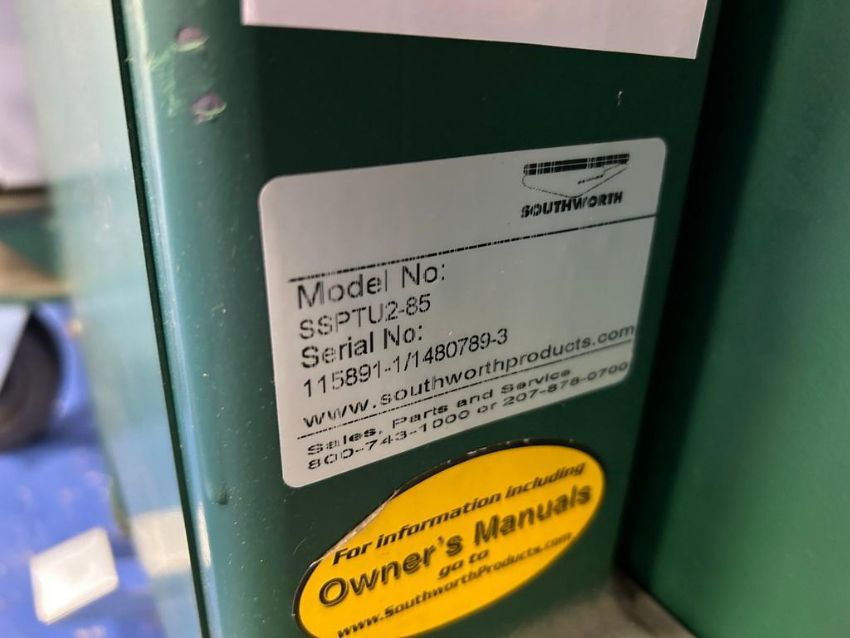 SOUTHWORTH
Model No:
SSPTU2-85
Serial No:
115891-1/1480789-3
www.southworthproducts.com
Sales, Parts and Service
800-743-1000 or 207-878-0700
For information including
Owner's Manuals
go to
www.SouthworthProducts.com